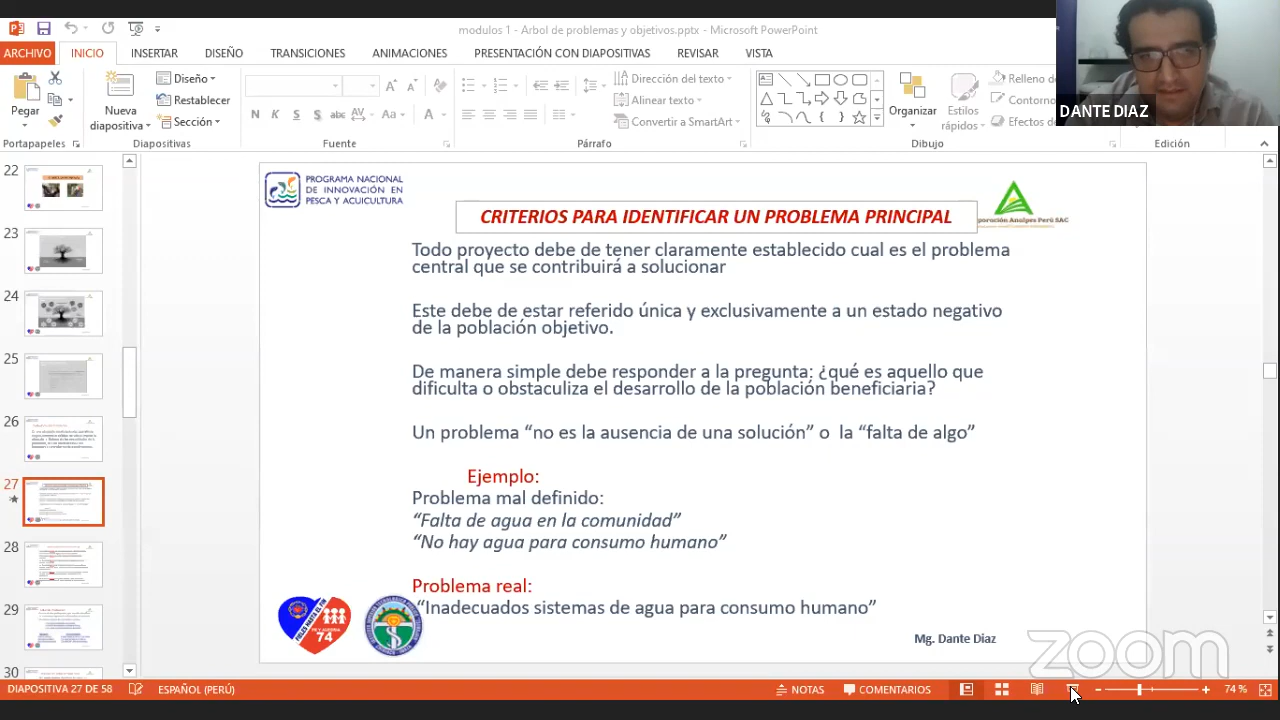 modulos 1 - Arbol de problemas y objetivos.pptx - Microsoft PowerPoint
ARCHIVO INICIO INSERTAR DISEÑO TRANSICIONES ANIMACIONES PRESENTACIÓN CON DIAPOSITIVAS REVISAR VISTA
Pegar
Nueva
diapositiva
Diseño
Restablecer
Sección
N K S S abc AV Aa A
Dirección del texto
Alinear texto
Convertir a SmartArt
Organizar
Estilos
rápidos
Relleno de
Contorno
Efectos
Portapapeles Diapositivas Fuente Párrafo Dibujo Edición
DANTE DIAZ
22
23
24
25
26
27
28
29
30
PROGRAMA NACIONAL
DE INNOVACIÓN EN
PESCA Y ACUICULTURA
CRITERIOS PARA IDENTIFICAR UN PROBLEMA PRINCIPAL
poración Analpes Perú SAC
Todo proyecto debe de tener claramente establecido cual es el problema
central que se contribuirá a solucionar
Este debe de estar referido única y exclusivamente a un estado negativo
de la población objetivo.
De manera simple debe responder a la pregunta: ¿qué es aquello que
dificulta o obstaculiza el desarrollo de la población beneficiaria?
Un problema “no es la ausencia de una solución” o la “falta de algo”
Ejemplo:
Problema mal definido:
“Falta de agua en la comunidad”
“No hay agua para consumo humano”
Problema real:
“Inadecuados sistemas de agua para consumo humano”
74
Mg. Dante Diaz
zoom
DIAPOSITIVA 27 DE 58 ESPAÑOL (PERÚ) NOTAS COMENTARIOS 74 %